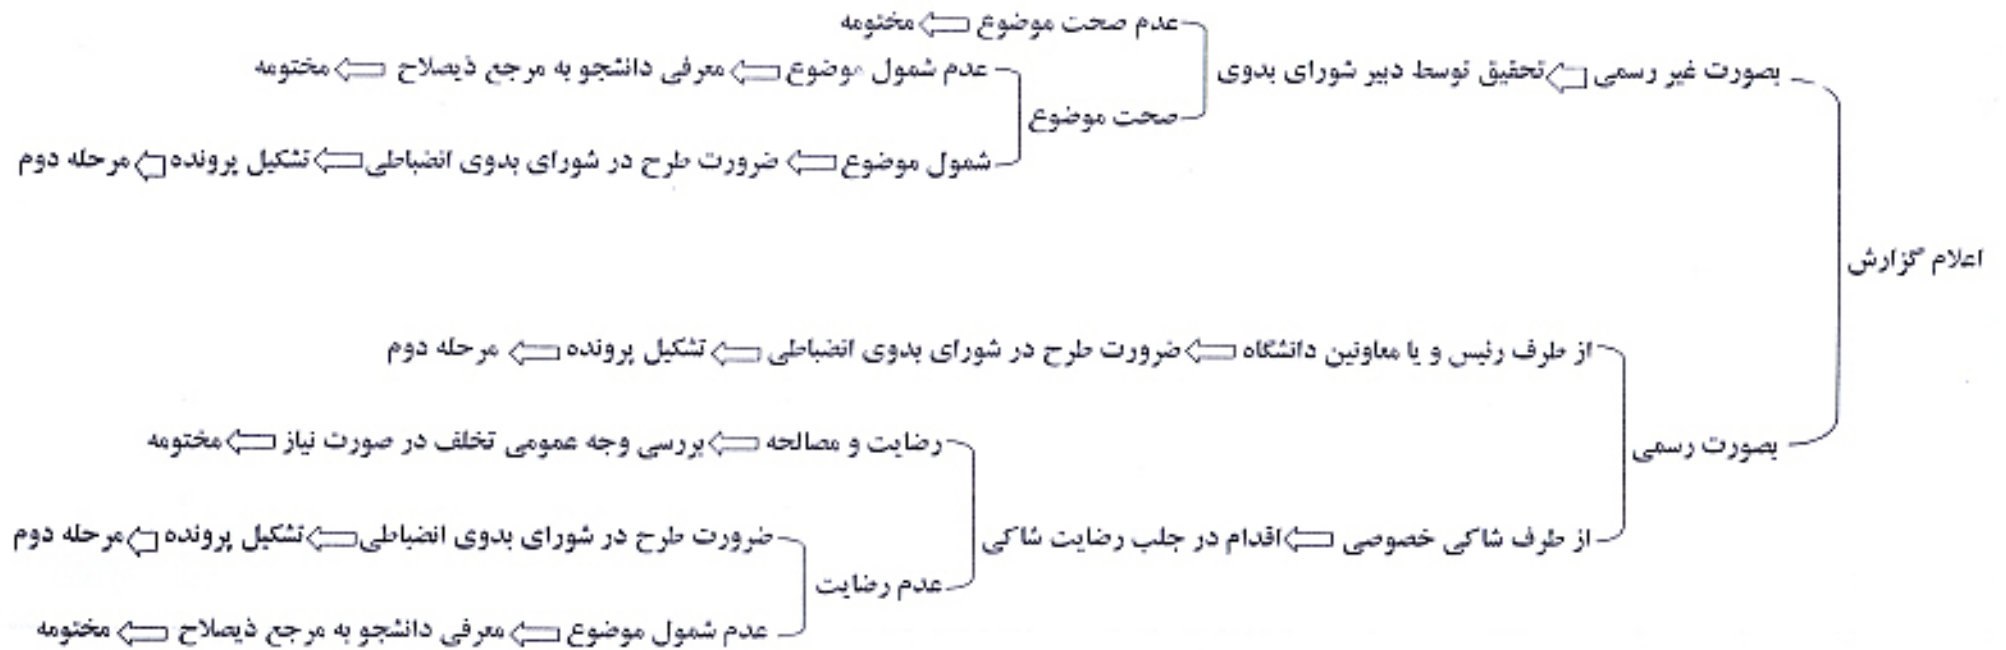 عدم صحت موضوع ⇦ مختومه
بصورت غیر رسمی ⇦ تحقیق توسط دبیر شورای بدوی
عدم شمول موضوع ⇦ معرفی دانشجو به مرجع ذیصلاح ⇦ مختومه
صحت موضوع
شمول موضوع ⇦ ضرورت طرح در شورای بدوی انضباطی ⇦ تشکیل پرونده ⇦ مرحله دوم
اعلام گزارش
از طرف رئیس و یا معاونین دانشگاه ⇦ ضرورت طرح در شورای بدوی انضباطی ⇦ تشکیل پرونده ⇦ مرحله دوم
بصورت رسمی
رضایت و مصالحه ⇦ بررسی وجه عمومی تخلف در صورت نیاز ⇦ مختومه
از طرف شاکی خصوصی ⇦ اقدام در جلب رضایت شاکی
ضرورت طرح در شورای بدوی انضباطی ⇦ تشکیل پرونده ⇦ مرحله دوم
عدم رضایت
عدم شمول موضوع ⇦ معرفی دانشجو به مرجع ذیصلاح ⇦ مختومه